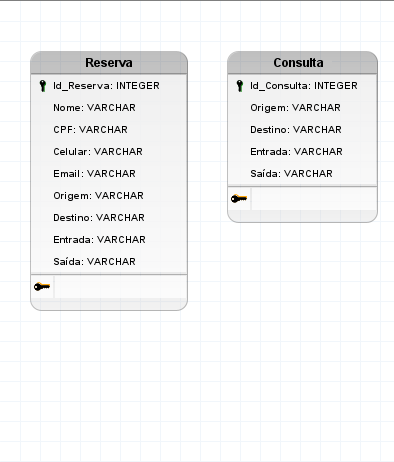 Reserva
Id_Reserva: INTEGER
Nome: VARCHAR
CPF: VARCHAR
Celular: VARCHAR
Email: VARCHAR
Origem: VARCHAR
Destino: VARCHAR
Entrada: VARCHAR
Saída: VARCHAR
Consulta
Id_Consulta: INTEGER
Origem: VARCHAR
Destino: VARCHAR
Entrada: VARCHAR
Saída: VARCHAR